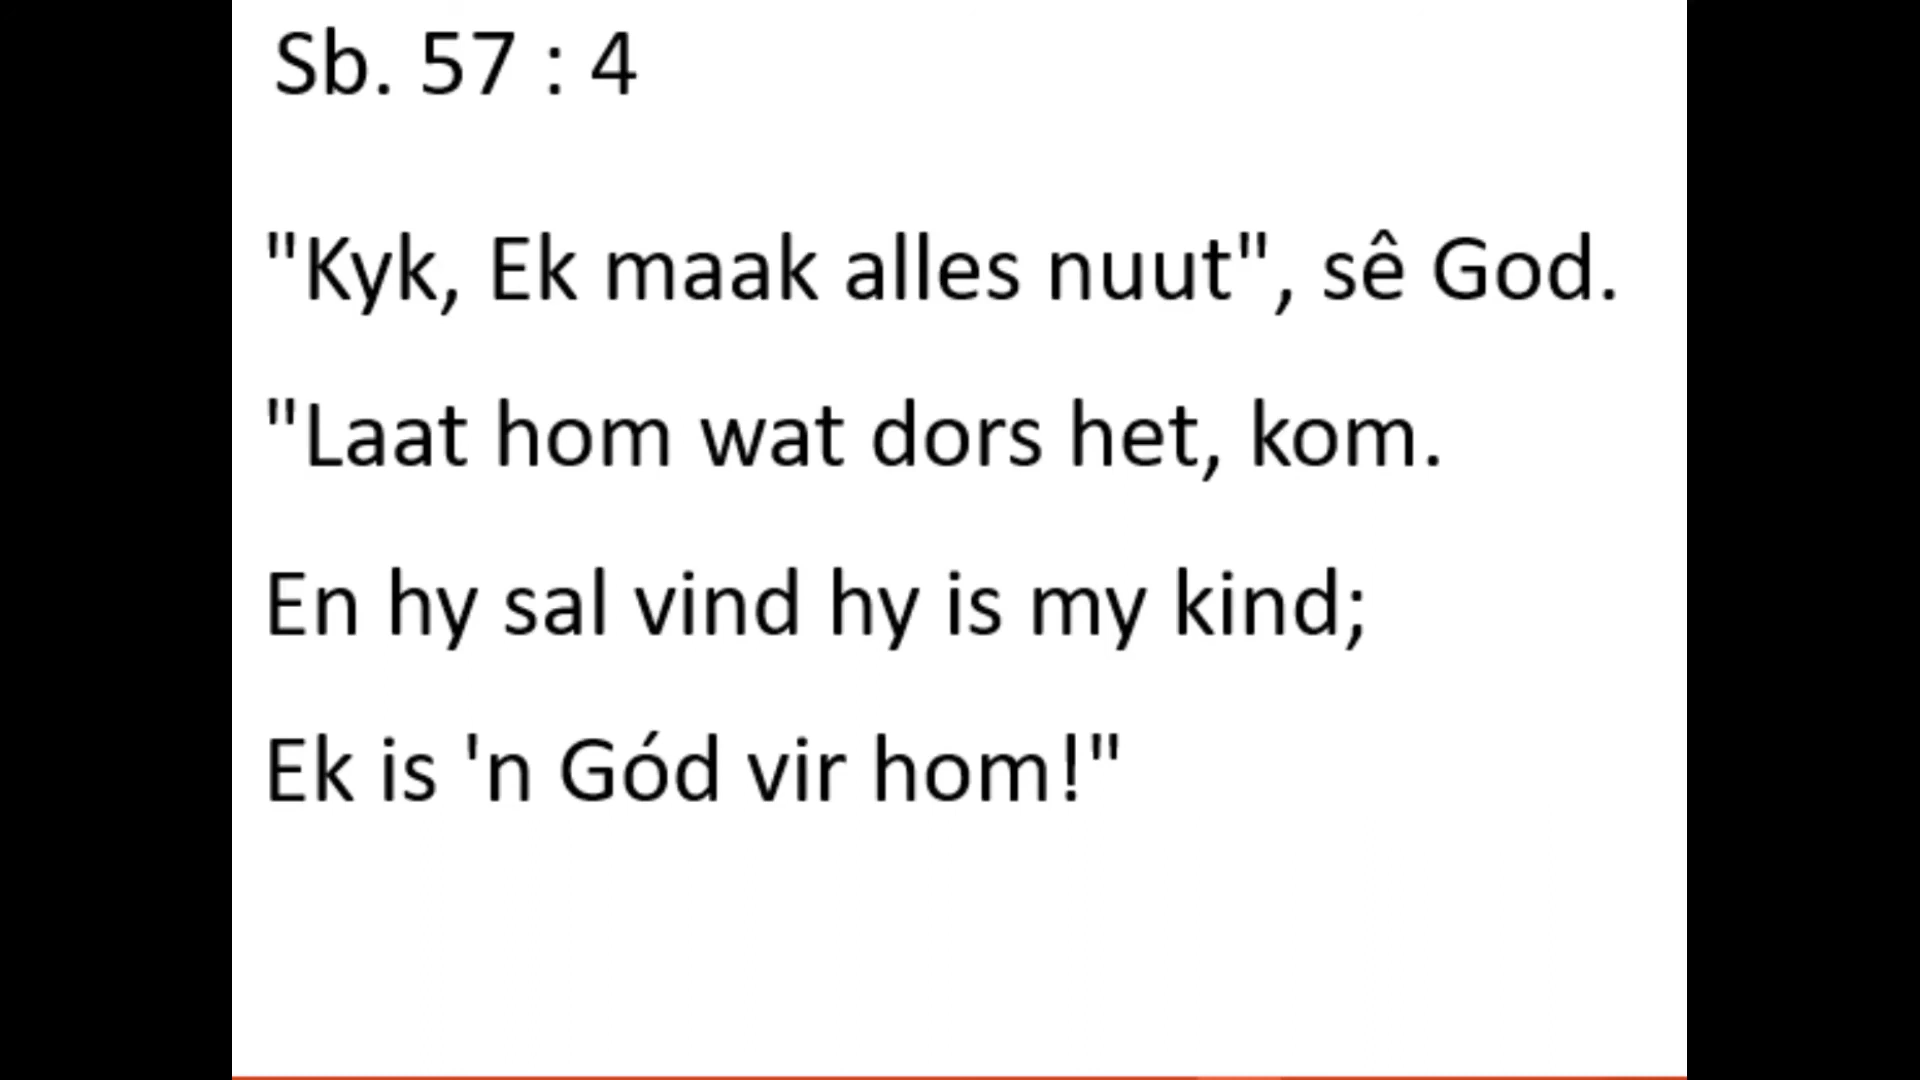 Sb. 57 : 4
"Kyk, Ek maak alles nuut", sê God.
"Laat hom wat dors het, kom.
En hy sal vind hy is my kind;
Ek is 'n Gód vir hom!"